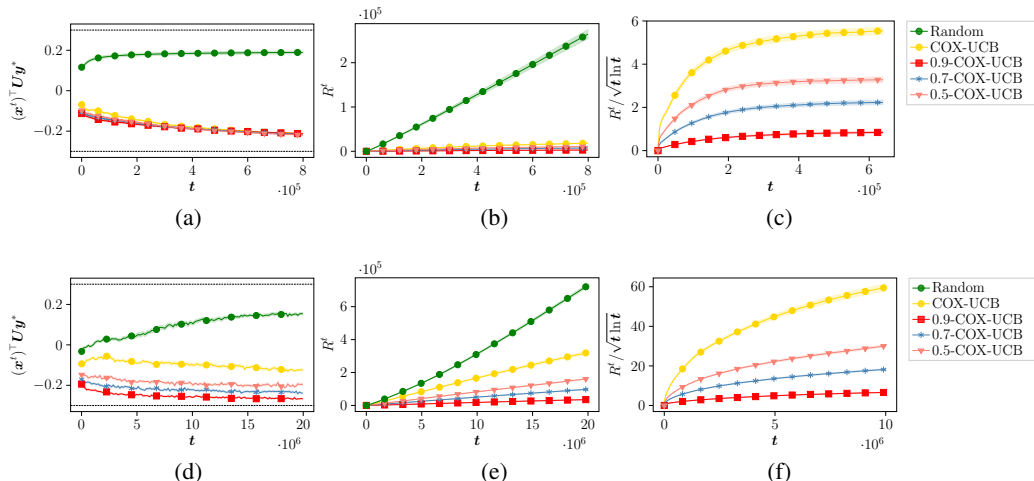 (x^t)^⊤ U y*
0.2
0
−0.2
0 2 4 6 8
t ·10^5
(a)
·10^5
R^t
2
1
0
0 2 4 6 8
t ·10^5
(b)
R^t/√t ln t
6
4
2
0
0 2 4 6
t ·10^5
(c)
Random
COX-UCB
0.9-COX-UCB
0.7-COX-UCB
0.5-COX-UCB
(x^t)^⊤ U y*
0.2
0
−0.2
0 5 10 15 20
t ·10^6
(d)
·10^5
R^t
6
4
2
0
0 5 10 15 20
t ·10^6
(e)
R^t/√t ln t
60
40
20
0
0 5 10
t ·10^6
(f)
Random
COX-UCB
0.9-COX-UCB
0.7-COX-UCB
0.5-COX-UCB